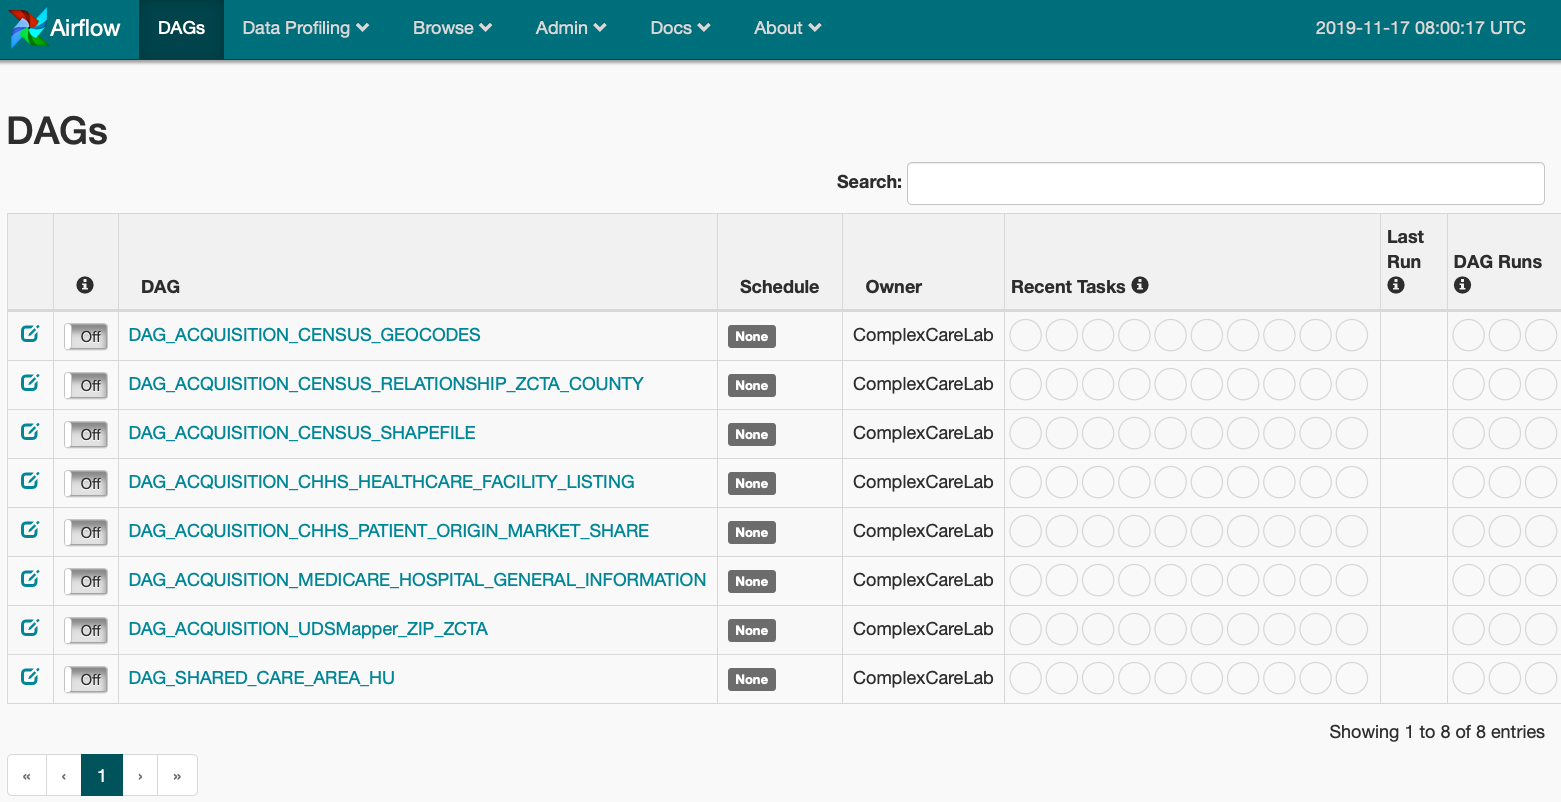 Airflow DAGs Data Profiling Browse Admin Docs About 2019-11-17 08:00:17 UTC
DAGs
Search:
DAG Schedule Owner Recent Tasks Last Run DAG Runs
Off DAG_ACQUISITION_CENSUS_GEOCODES None ComplexCareLab
Off DAG_ACQUISITION_CENSUS_RELATIONSHIP_ZCTA_COUNTY None ComplexCareLab
Off DAG_ACQUISITION_CENSUS_SHAPEFILE None ComplexCareLab
Off DAG_ACQUISITION_CHHS_HEALTHCARE_FACILITY_LISTING None ComplexCareLab
Off DAG_ACQUISITION_CHHS_PATIENT_ORIGIN_MARKET_SHARE None ComplexCareLab
Off DAG_ACQUISITION_MEDICARE_HOSPITAL_GENERAL_INFORMATION None ComplexCareLab
Off DAG_ACQUISITION_UDSMapper_ZIP_ZCTA None ComplexCareLab
Off DAG_SHARED_CARE_AREA_HU None ComplexCareLab
Showing 1 to 8 of 8 entries
« ‹ 1 › »